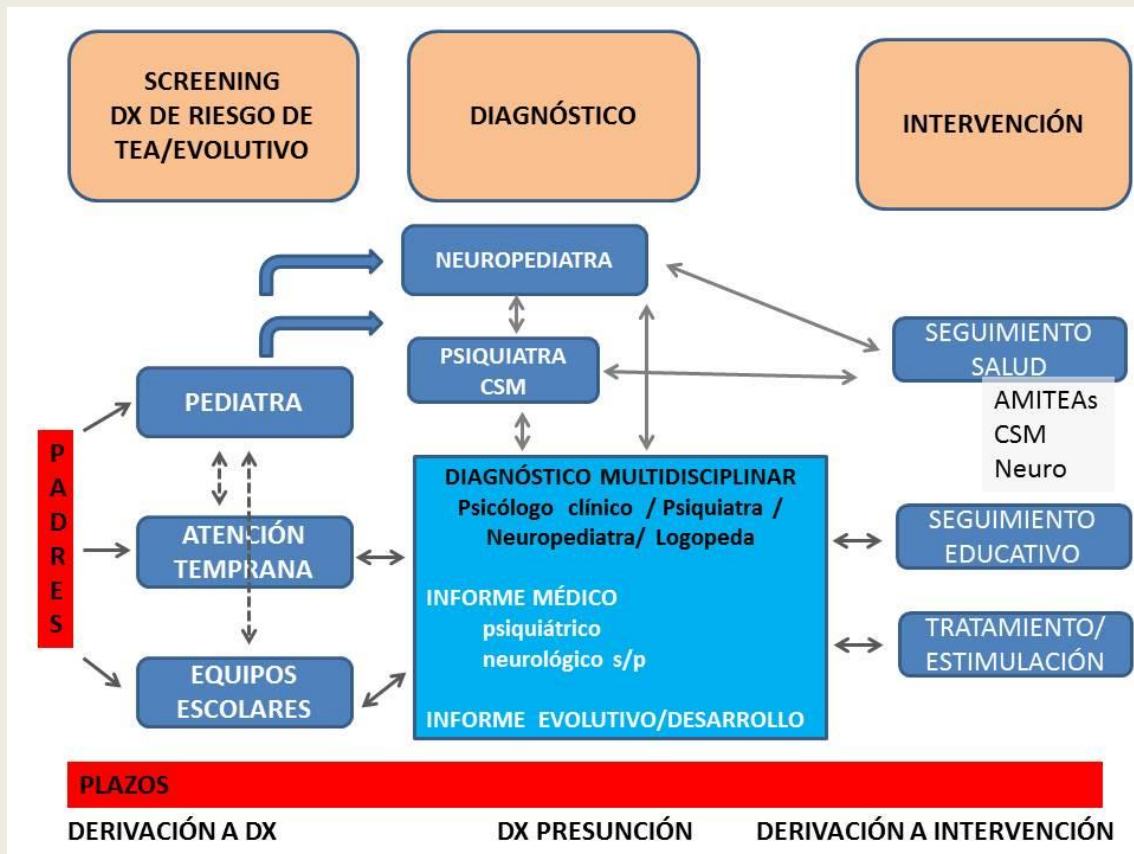 SCREENING
DX DE RIESGO DE
TEA/EVOLUTIVO
DIAGNÓSTICO
INTERVENCIÓN
NEUROPEDIATRA
PSIQUIATRA
CSM
SEGUIMIENTO
SALUD
AMITEAs
CSM
Neuro
PEDIATRA
PADRES
ATENCIÓN
TEMPRANA
EQUIPOS
ESCOLARES
DIAGNÓSTICO MULTIDISCIPLINAR
Psicólogo clínico / Psiquiatra /
Neuropediatra/ Logopeda
INFORME MÉDICO
psiquiátrico
neurológico s/p
INFORME EVOLUTIVO/DESARROLLO
SEGUIMIENTO
EDUCATIVO
TRATAMIENTO/
ESTIMULACIÓN
PLAZOS
DERIVACIÓN A DX
DX PRESUNCIÓN
DERIVACIÓN A INTERVENCIÓN